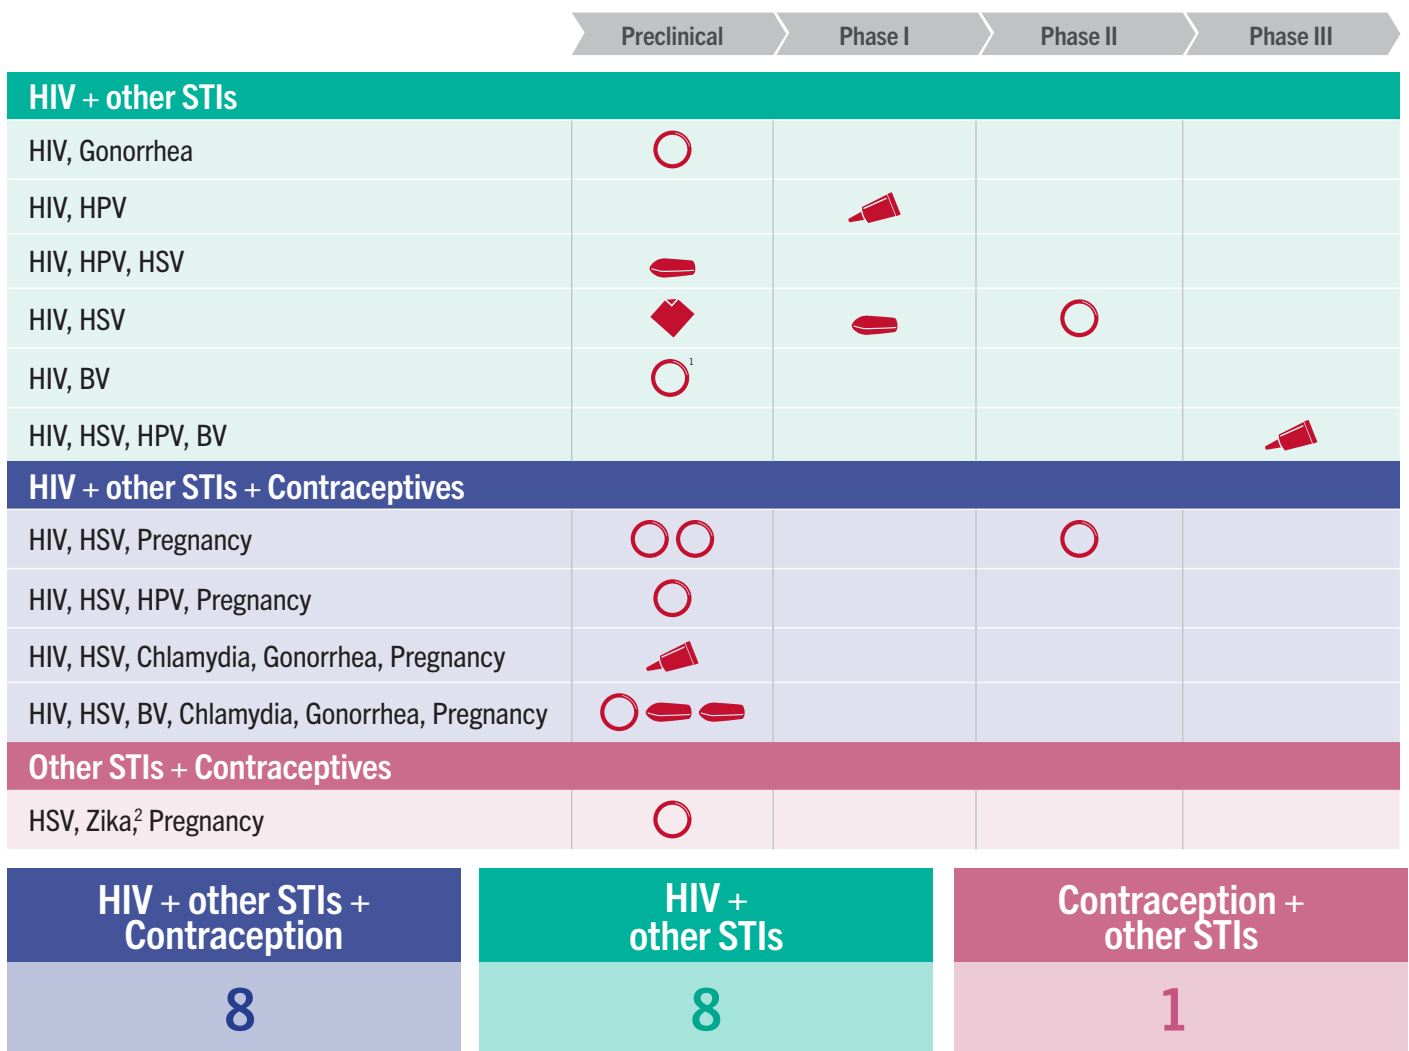 Preclinical Phase I Phase II Phase III
HIV + other STIs
HIV, Gonorrhea
HIV, HPV
HIV, HPV, HSV
HIV, HSV
HIV, BV
1
HIV, HSV, HPV, BV
HIV + other STIs + Contraceptives
HIV, HSV, Pregnancy
HIV, HSV, HPV, Pregnancy
HIV, HSV, Chlamydia, Gonorrhea, Pregnancy
HIV, HSV, BV, Chlamydia, Gonorrhea, Pregnancy
Other STIs + Contraceptives
HSV, Zika,² Pregnancy
HIV + other STIs +
Contraception
8
HIV +
other STIs
8
Contraception +
other STIs
1